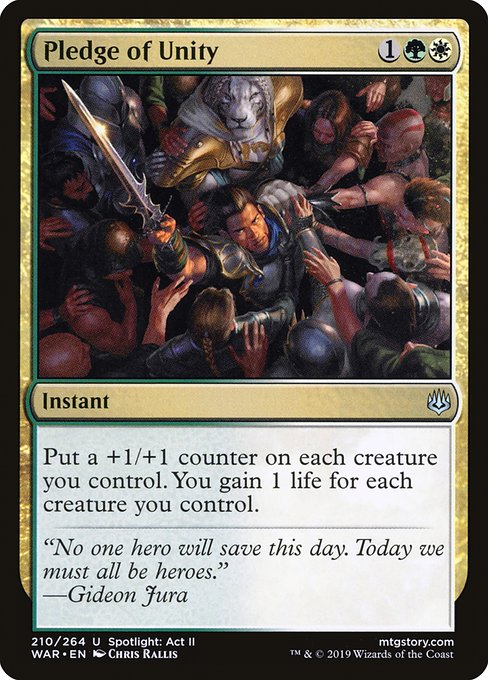 Pledge of Unity 1
Instant
Put a +1/+1 counter on each creature
you control. You gain 1 life for each
creature you control.
“No one hero will save this day. Today we
must all be heroes.”
—Gideon Jura
210/264 U Spotlight: Act II mtgstory.com
WAR • EN Chris Rallis ™ & © 2019 Wizards of the Coast